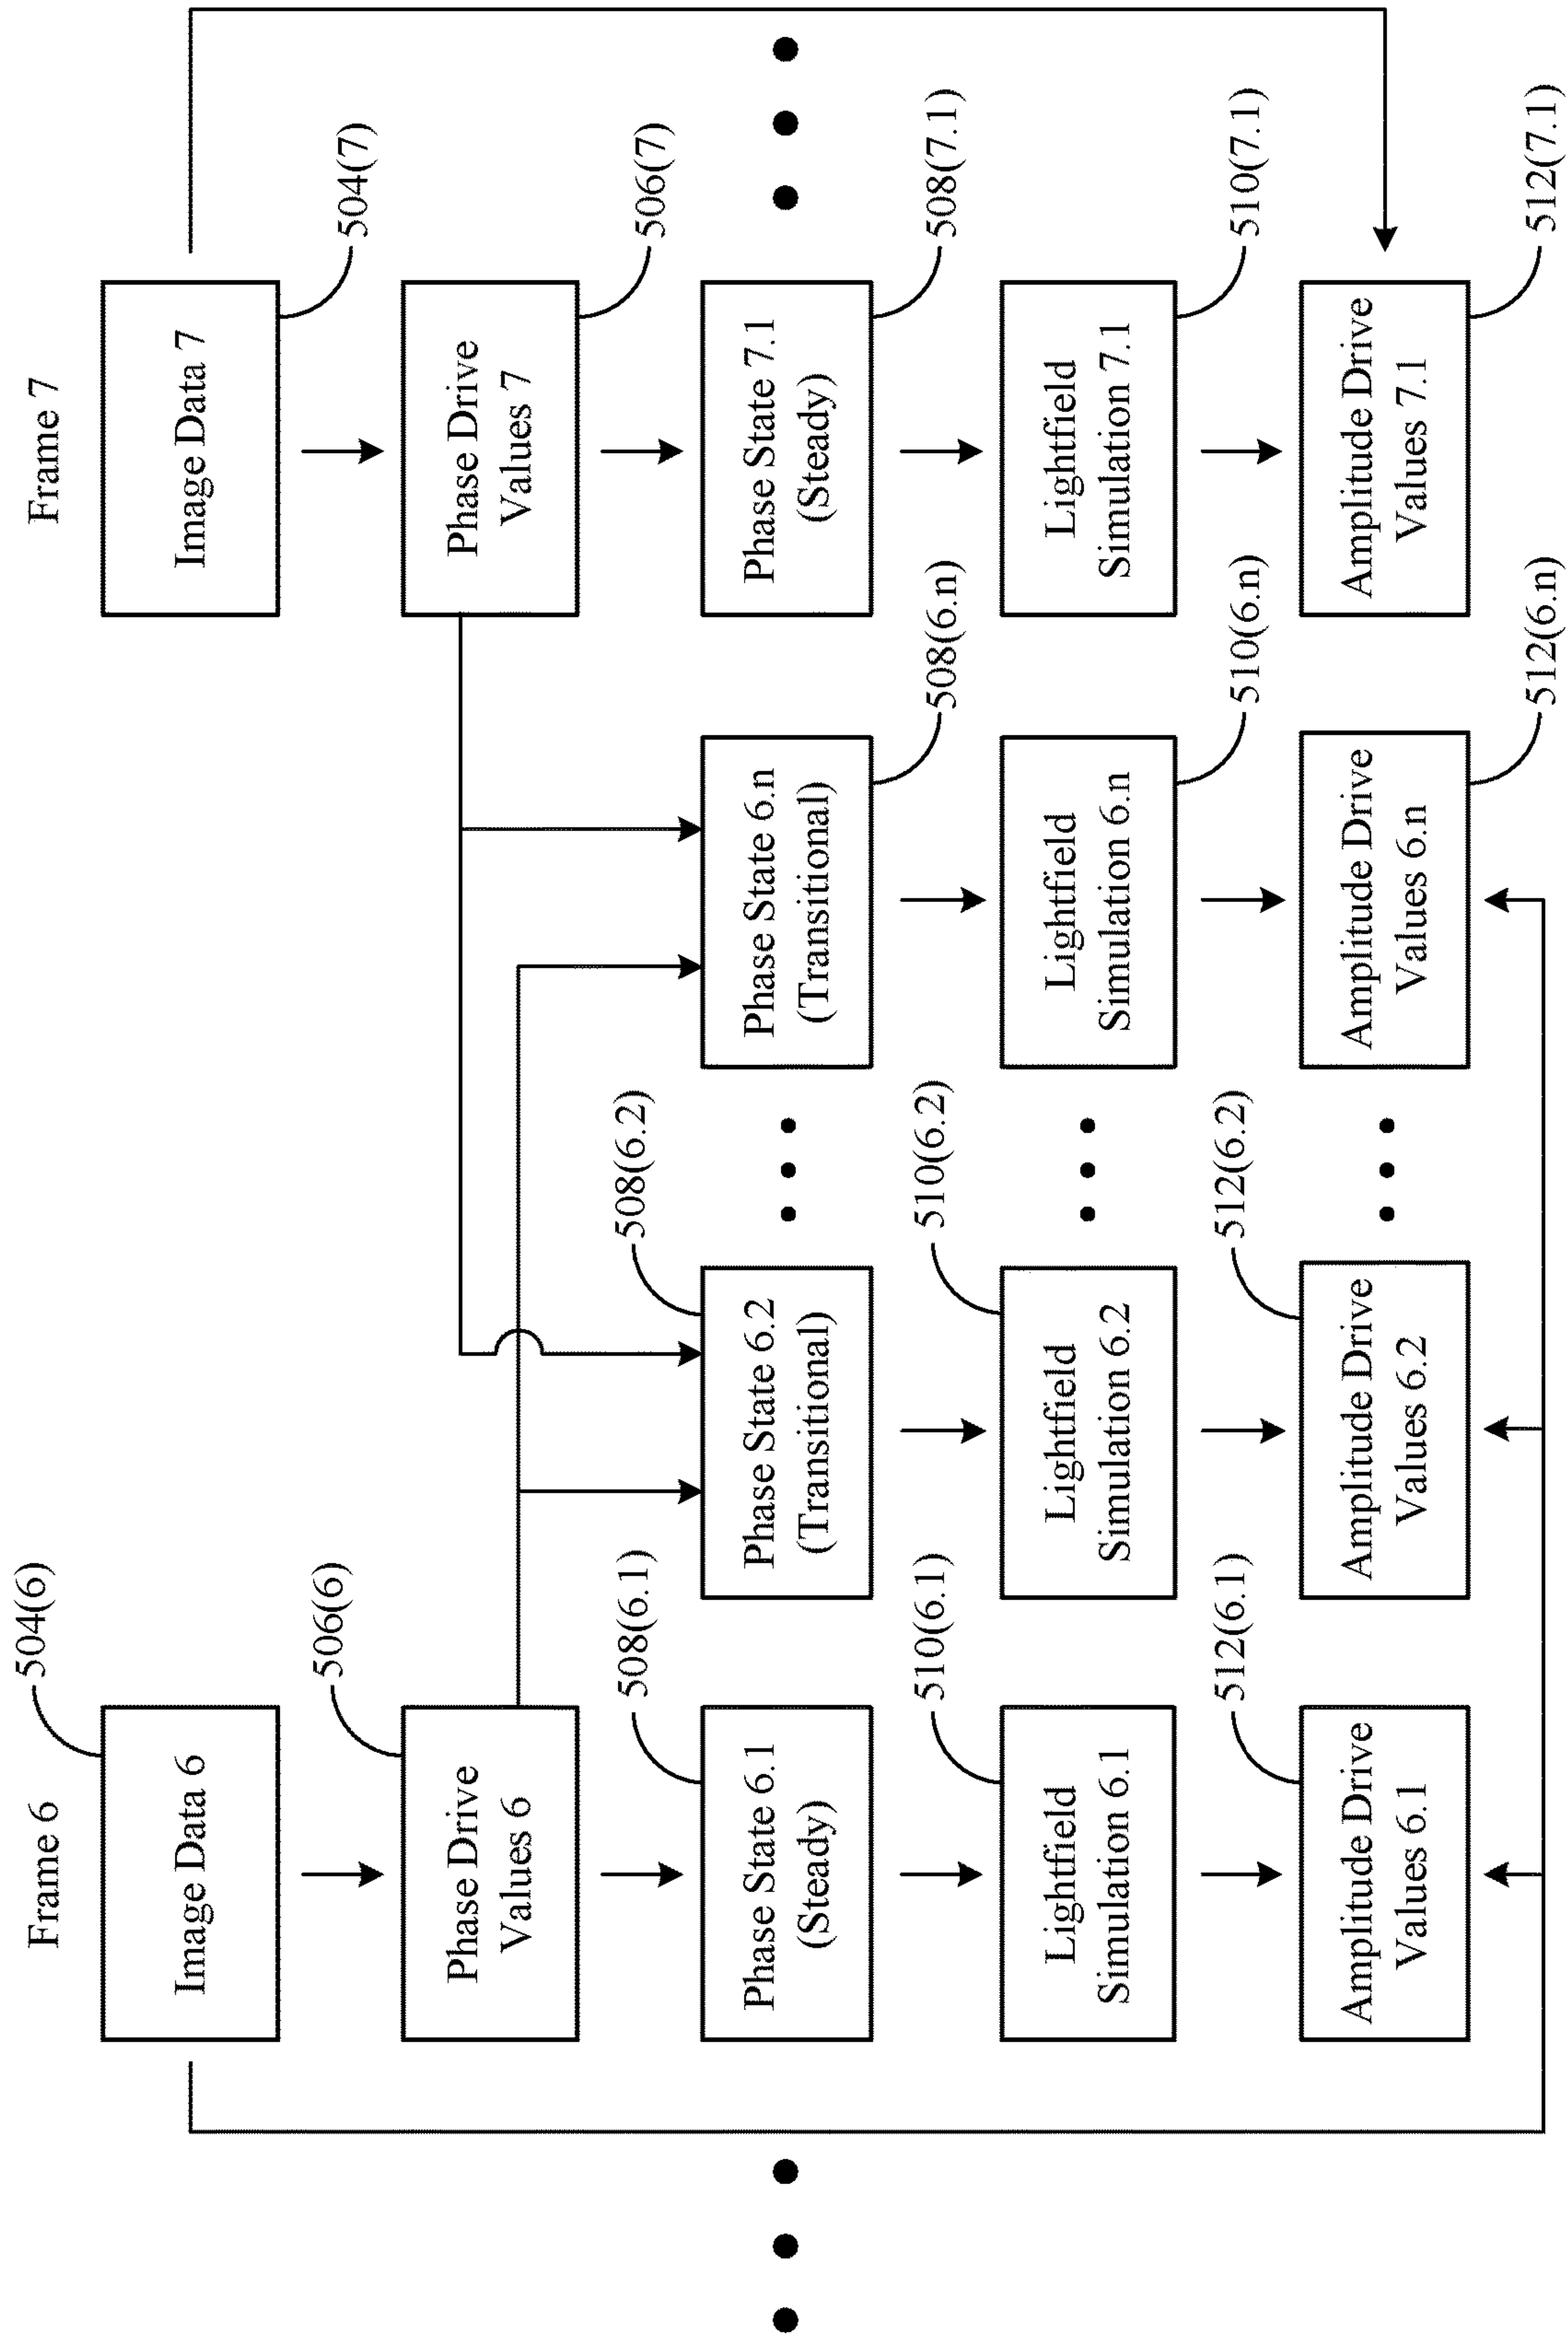 Frame 6
Frame 7
504(6)
Image Data 6
Image Data 7
504(7)
506(6)
Phase Drive
Values 6
Phase Drive
Values 7
506(7)
508(6.1)
Phase State 6.1
(Steady)
508(6.2)
Phase State 6.2
(Transitional)
Phase State 6.n
(Transitional)
508(6.n)
Phase State 7.1
(Steady)
508(7.1)
510(6.1)
Lightfield
Simulation 6.1
510(6.2)
Lightfield
Simulation 6.2
Lightfield
Simulation 6.n
510(6.n)
Lightfield
Simulation 7.1
510(7.1)
512(6.1)
Amplitude Drive
Values 6.1
512(6.2)
Amplitude Drive
Values 6.2
Amplitude Drive
Values 6.n
512(6.n)
Amplitude Drive
Values 7.1
512(7.1)